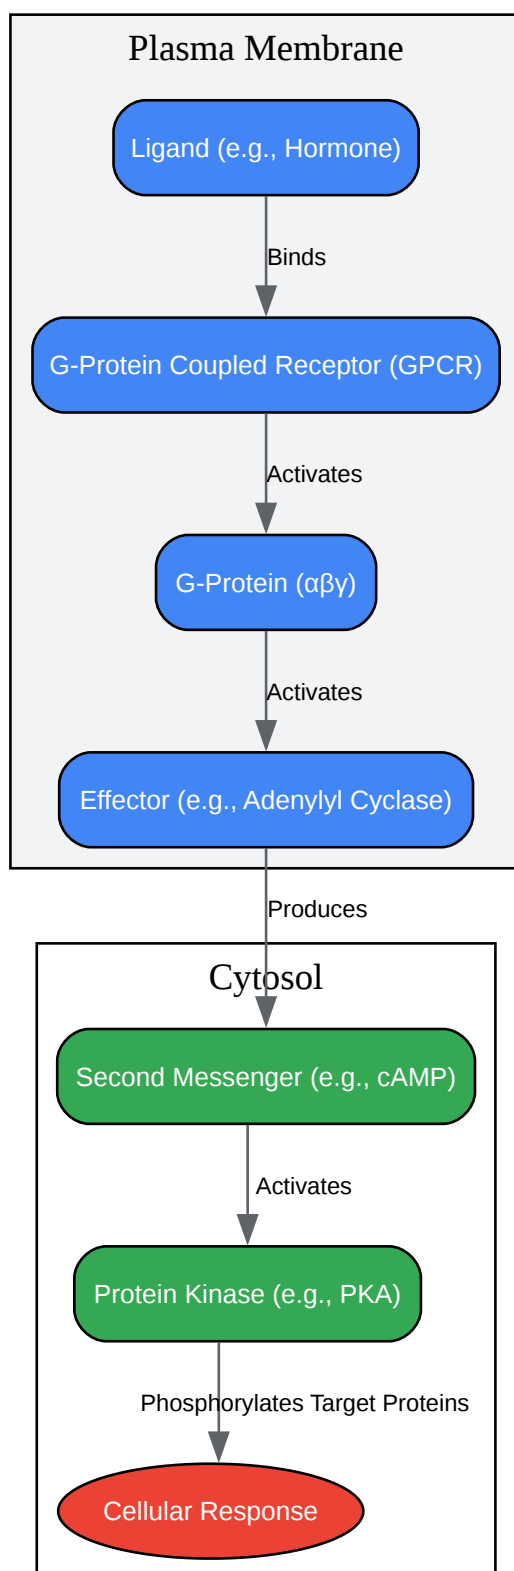 Plasma Membrane
Ligand (e.g., Hormone)
Binds
G-Protein Coupled Receptor (GPCR)
Activates
G-Protein (αβγ)
Activates
Effector (e.g., Adenylyl Cyclase)
Produces
Cytosol
Second Messenger (e.g., cAMP)
Activates
Protein Kinase (e.g., PKA)
Phosphorylates Target Proteins
Cellular Response